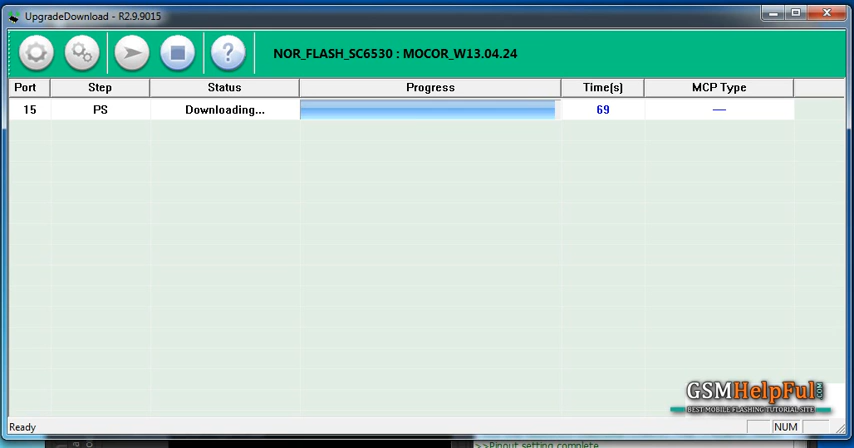 UpgradeDownload - R2.9.9015
NOR_FLASH_SC6530 : MOCOR_W13.04.24
Port Step Status Progress Time(s) MCP Type
15 PS Downloading... 69 —
GSMHelpFul.COM
BEST MOBILE FLASHING TUTORIAL SITE
Ready NUM
>>Pinout setting complete